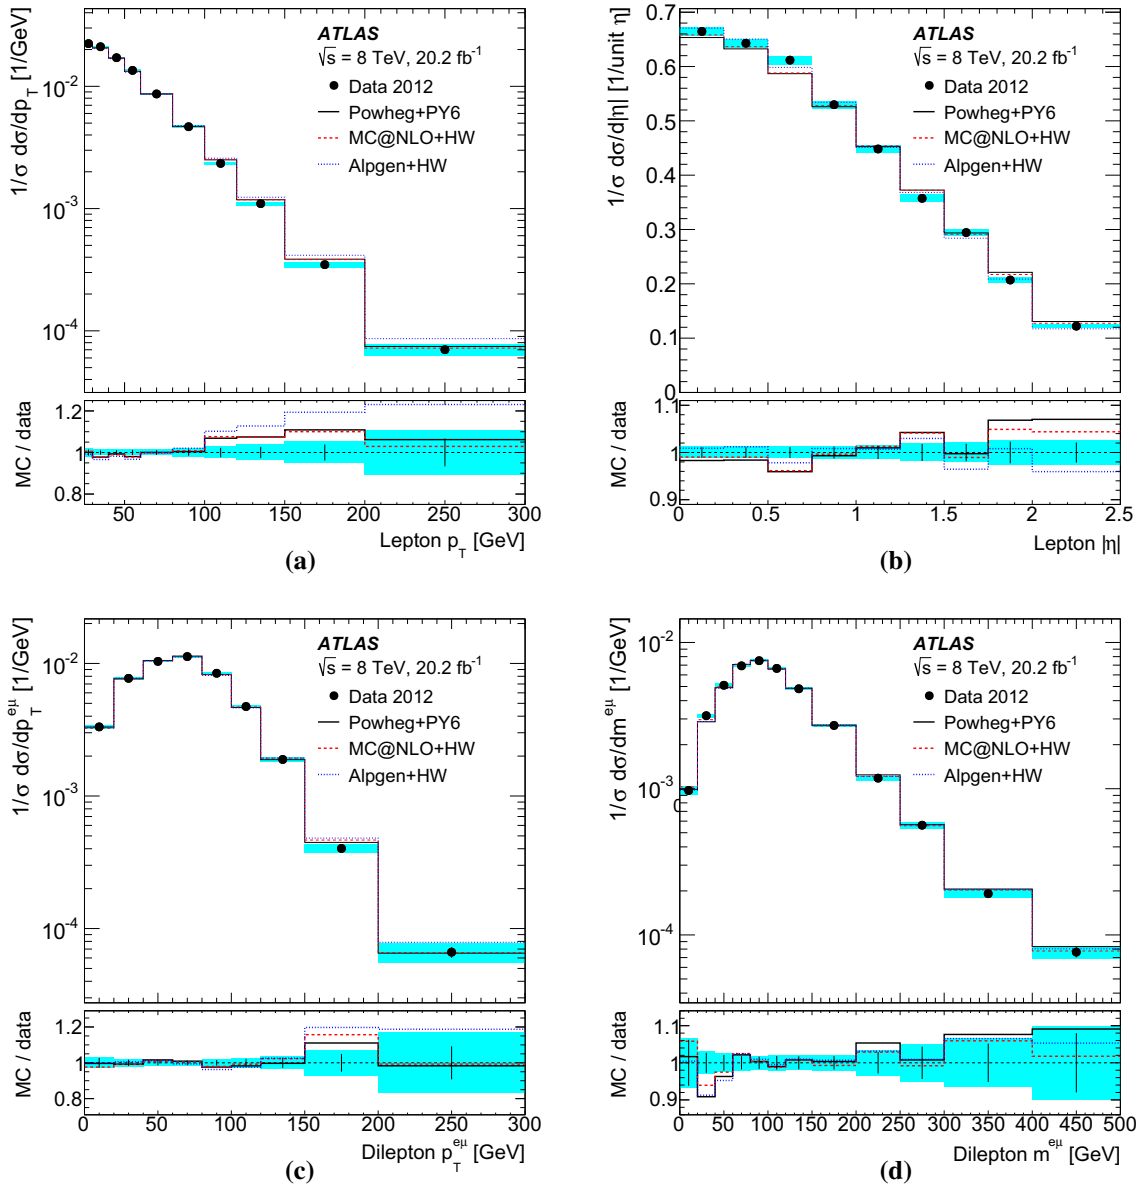 1/σ dσ/dp_T [1/GeV]
10⁻²
10⁻³
10⁻⁴
ATLAS
√s = 8 TeV, 20.2 fb⁻¹
Data 2012
Powheg+PY6
MC@NLO+HW
Alpgen+HW
MC / data
1.2
1
0.8
50 100 150 200 250 300
Lepton p_T [GeV]
(a)
1/σ dσ/d|η| [1/unit η]
0.7
0.6
0.5
0.4
0.3
0.2
0.1
0
ATLAS
√s = 8 TeV, 20.2 fb⁻¹
Data 2012
Powheg+PY6
MC@NLO+HW
Alpgen+HW
MC / data
1.1
1
0.9
0 0.5 1 1.5 2 2.5
Lepton |η|
(b)
1/σ dσ/dp_T^eμ [1/GeV]
10⁻²
10⁻³
10⁻⁴
ATLAS
√s = 8 TeV, 20.2 fb⁻¹
Data 2012
Powheg+PY6
MC@NLO+HW
Alpgen+HW
MC / data
1.2
1
0.8
0 50 100 150 200 250 300
Dilepton p_T^eμ [GeV]
(c)
1/σ dσ/dm^eμ [1/GeV]
10⁻²
10⁻³
0
10⁻⁴
ATLAS
√s = 8 TeV, 20.2 fb⁻¹
Data 2012
Powheg+PY6
MC@NLO+HW
Alpgen+HW
MC / data
1.1
1
0.9
0 50 100 150 200 250 300 350 400 450 500
Dilepton m^eμ [GeV]
(d)